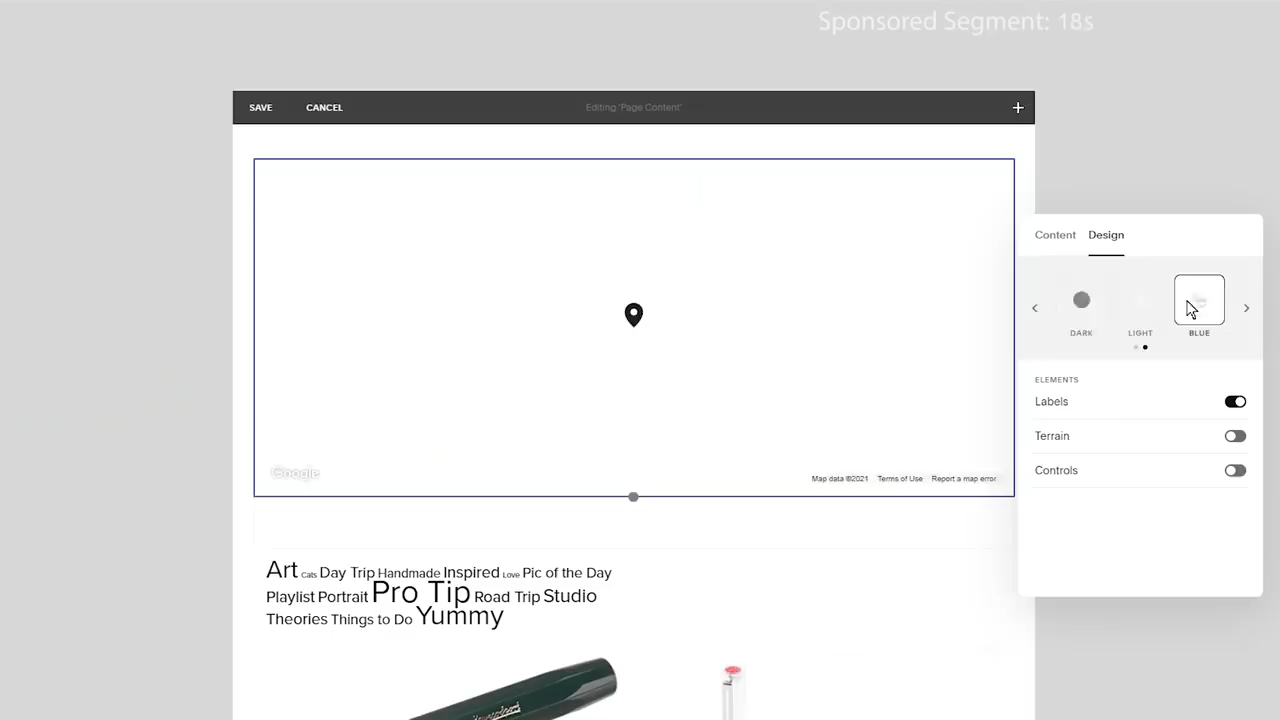 Sponsored Segment: 18s
SAVE CANCEL Editing 'Page Content'
Content Design
DARK LIGHT BLUE
ELEMENTS
Labels
Terrain
Controls
Google
Map data ©2021 Terms of Use Report a map error
Art Cats Day Trip Handmade Inspired Love Pic of the Day
Playlist Portrait Pro Tip Road Trip Studio
Theories Things to Do Yummy